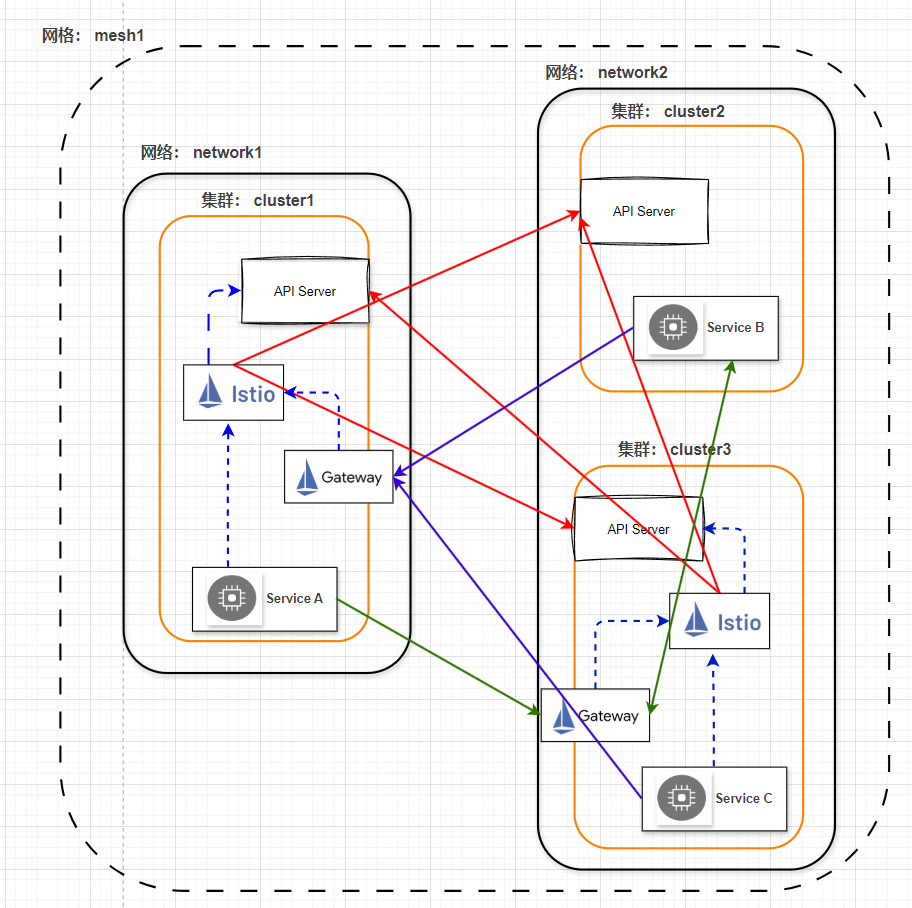 网格： mesh1
网络： network2
集群： cluster2
网络： network1
集群： cluster1
API Server
API Server
Service B
Istio
Gateway
集群： cluster3
API Server
Service A
Istio
Gateway
Service C